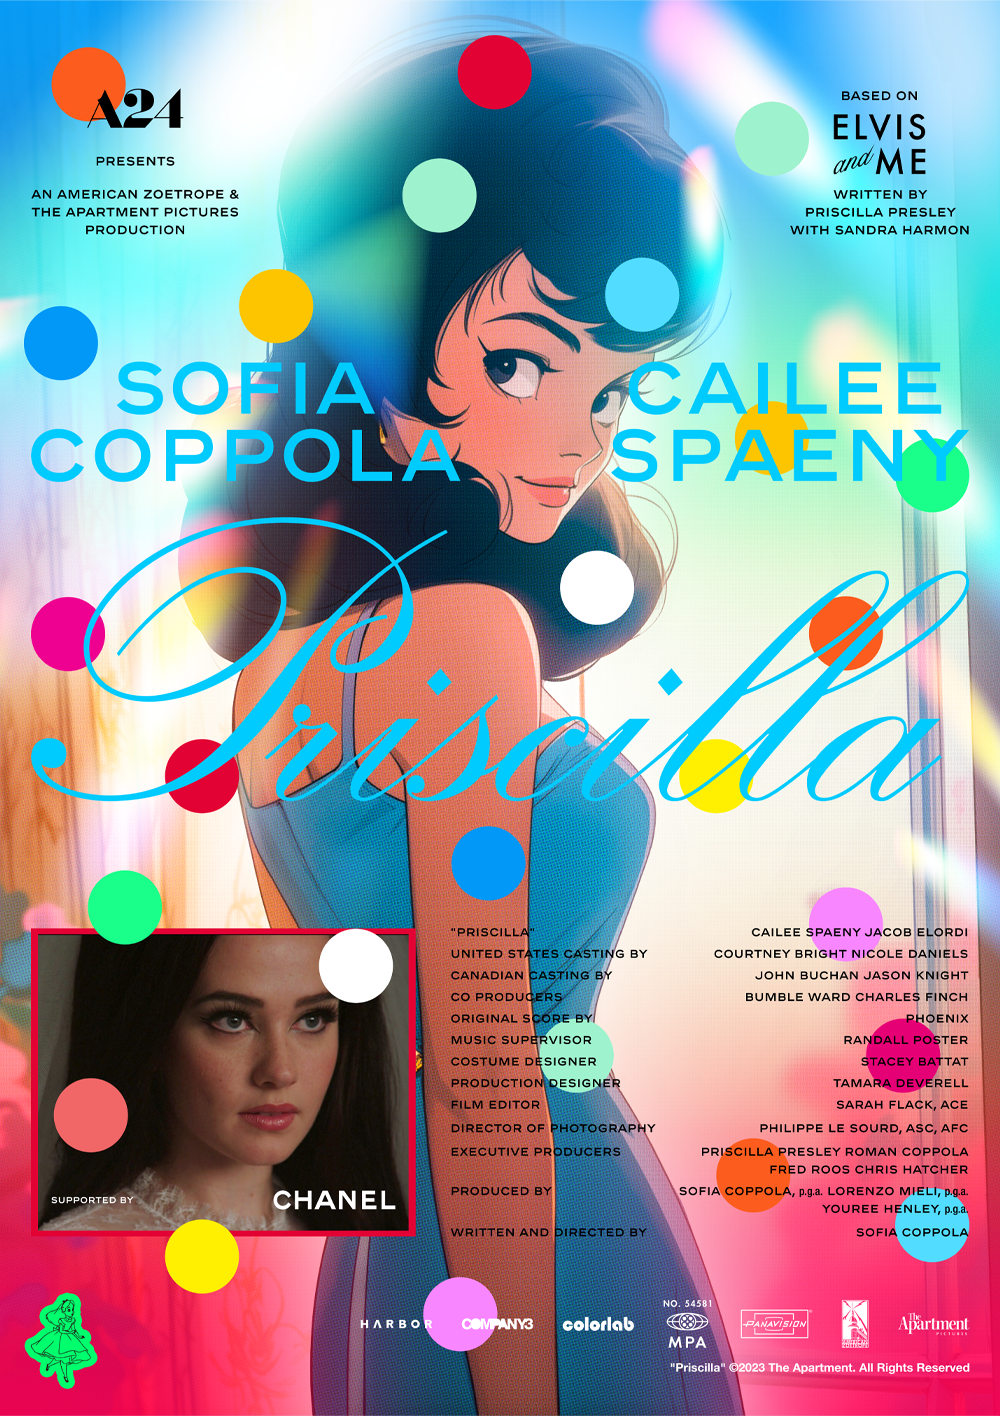 A24
PRESENTS
AN AMERICAN ZOETROPE &
THE APARTMENT PICTURES
PRODUCTION
BASED ON
ELVIS
and ME
WRITTEN BY
PRISCILLA PRESLEY
WITH SANDRA HARMON
SOFIA
COPPOLA
CAILEE
SPAENY
Priscilla
SUPPORTED BY
CHANEL
"PRISCILLA" CAILEE SPAENY JACOB ELORDI
UNITED STATES CASTING BY COURTNEY BRIGHT NICOLE DANIELS
CANADIAN CASTING BY JOHN BUCHAN JASON KNIGHT
CO PRODUCERS BUMBLE WARD CHARLES FINCH
ORIGINAL SCORE BY PHOENIX
MUSIC SUPERVISOR RANDALL POSTER
COSTUME DESIGNER STACEY BATTAT
PRODUCTION DESIGNER TAMARA DEVERELL
FILM EDITOR SARAH FLACK, ACE
DIRECTOR OF PHOTOGRAPHY PHILIPPE LE SOURD, ASC, AFC
EXECUTIVE PRODUCERS PRISCILLA PRESLEY ROMAN COPPOLA
FRED ROOS CHRIS HATCHER
PRODUCED BY SOFIA COPPOLA, p.g.a. LORENZO MIELI, p.g.a.
YOUREE HENLEY, p.g.a.
WRITTEN AND DIRECTED BY SOFIA COPPOLA
HARBOR
COMPANY3
colorlab
NO. 54581
MPA
PANAVISION
AMERICAN
ZOETROPE
The
Apartment
PICTURES
"Priscilla" ©2023 The Apartment. All Rights Reserved